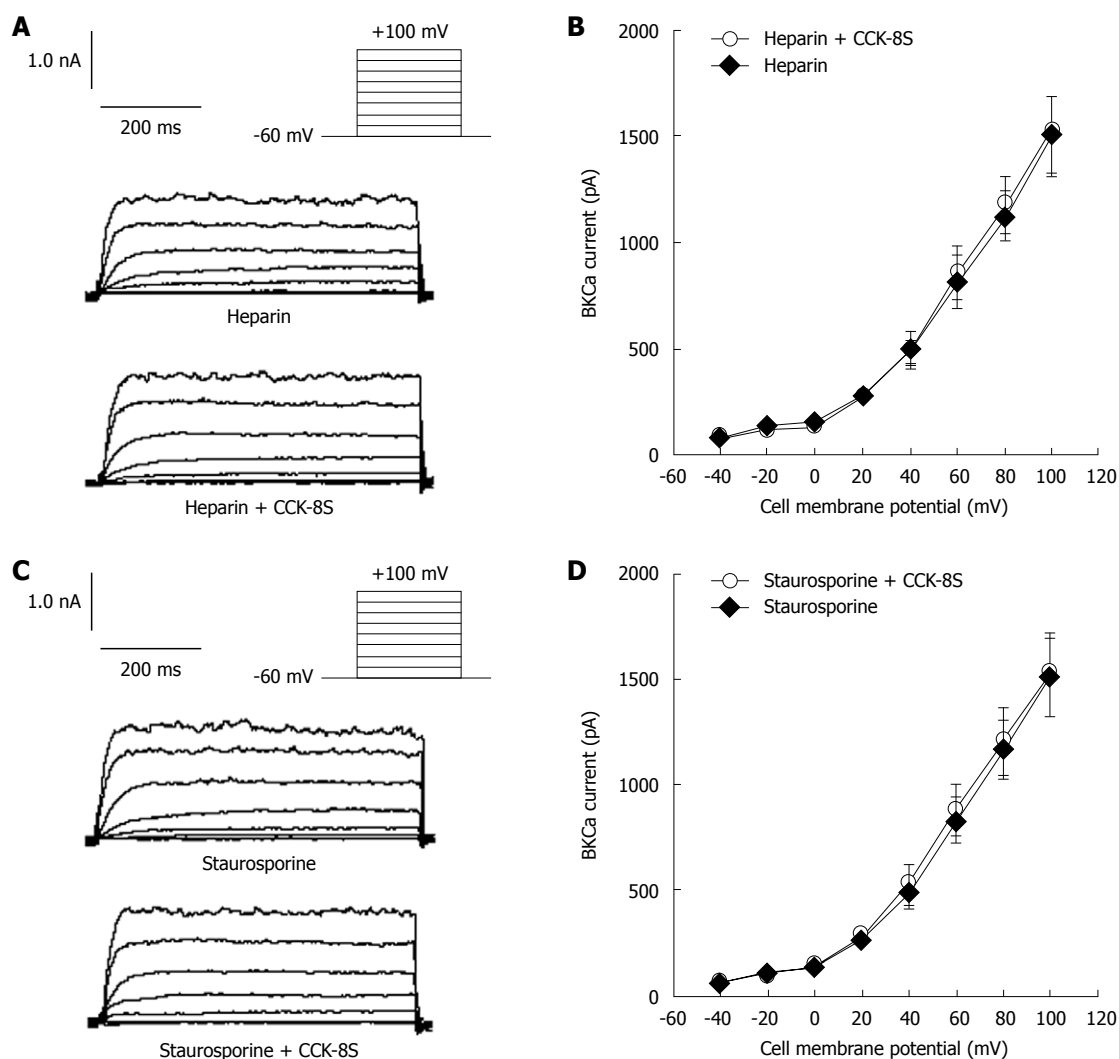 A
1.0 nA
200 ms
+100 mV
-60 mV
Heparin
Heparin + CCK-8S
B
Heparin + CCK-8S
Heparin
2000
1500
1000
500
0
BKCa current (pA)
-60 -40 -20 0 20 40 60 80 100 120
Cell membrane potential (mV)
C
1.0 nA
200 ms
+100 mV
-60 mV
Staurosporine
Staurosporine + CCK-8S
D
Staurosporine + CCK-8S
Staurosporine
2000
1500
1000
500
0
BKCa current (pA)
-60 -40 -20 0 20 40 60 80 100 120
Cell membrane potential (mV)